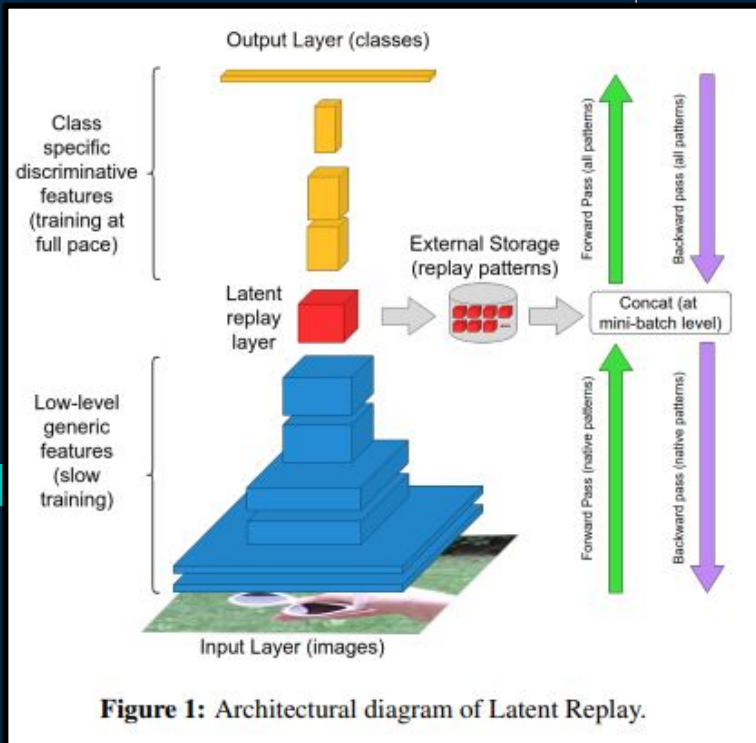 Output Layer (classes)
Class
specific
discriminative
features
(training at
full pace)
External Storage
(replay patterns)
Forward Pass (all patterns)
Backward pass (all patterns)
Latent
replay
layer
Concat (at
mini-batch level)
Low-level
generic
features
(slow
training)
Forward Pass (native patterns)
Backward pass (native patterns)
Input Layer (images)
Figure 1: Architectural diagram of Latent Replay.